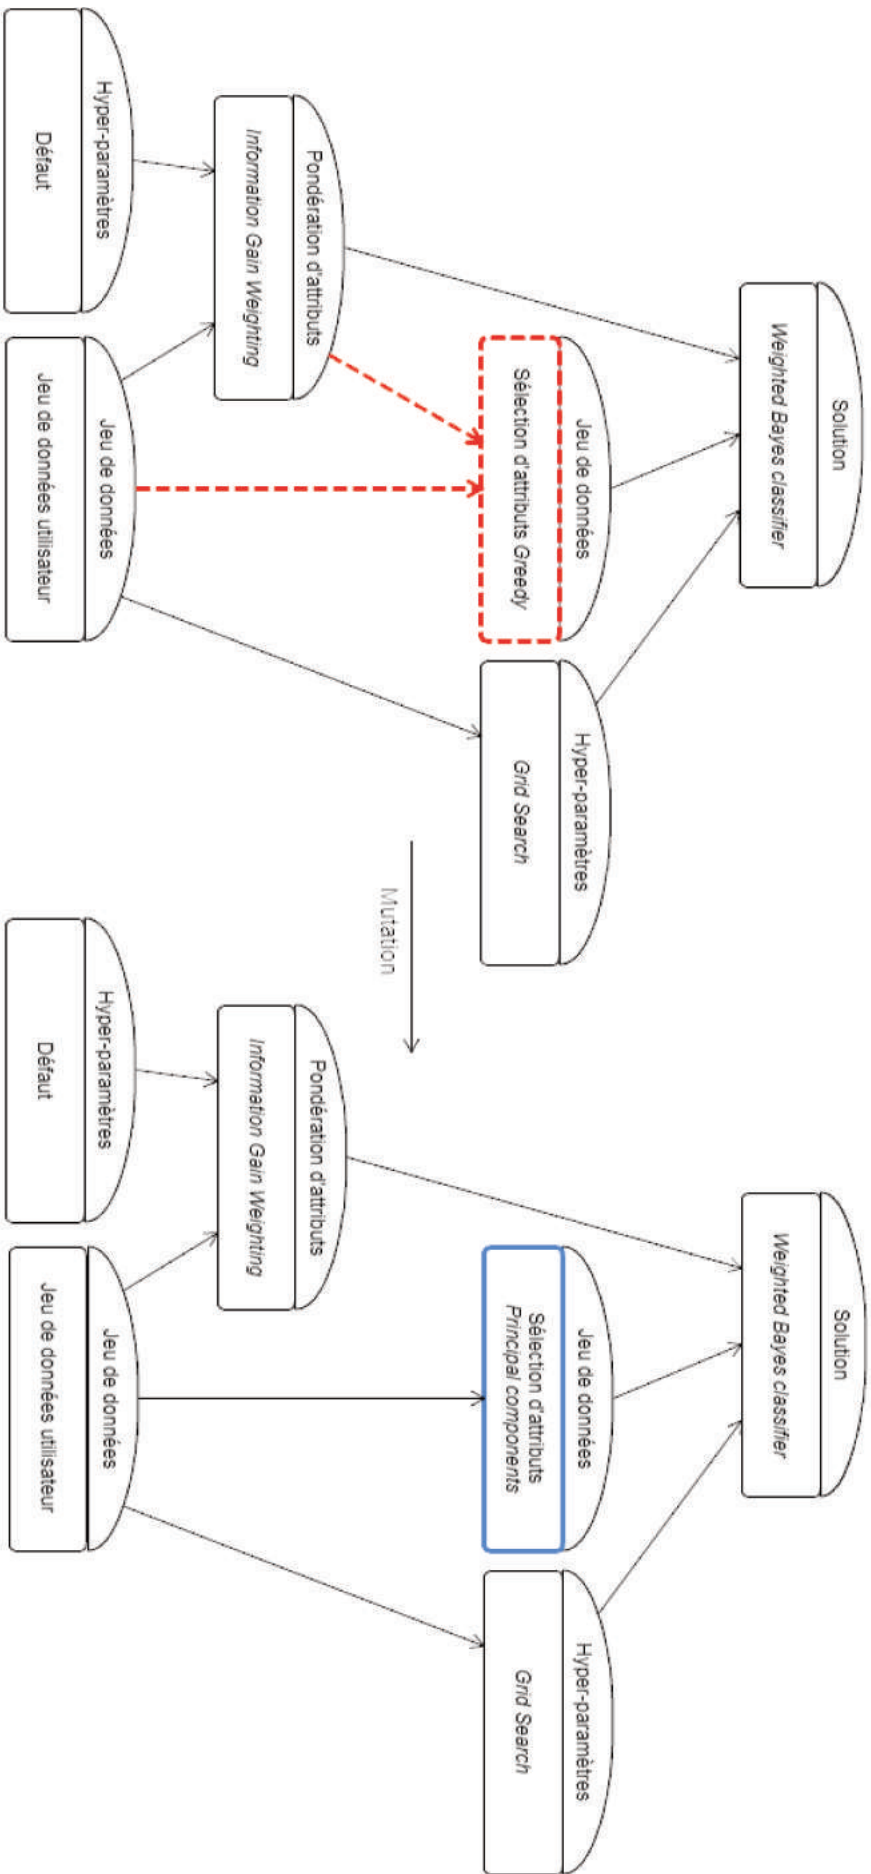 Solution
Weighted Bayes classifier
Jeu de données
Sélection d'attributs Greedy
Hyper-paramètres
Grid Search
Pondération d'attributs
Information Gain Weighting
Hyper-paramètres
Défaut
Jeu de données
Jeu de données utilisateur
Mutation
Solution
Weighted Bayes classifier
Jeu de données
Sélection d'attributs
Principal components
Hyper-paramètres
Grid Search
Pondération d'attributs
Information Gain Weighting
Hyper-paramètres
Défaut
Jeu de données
Jeu de données utilisateur